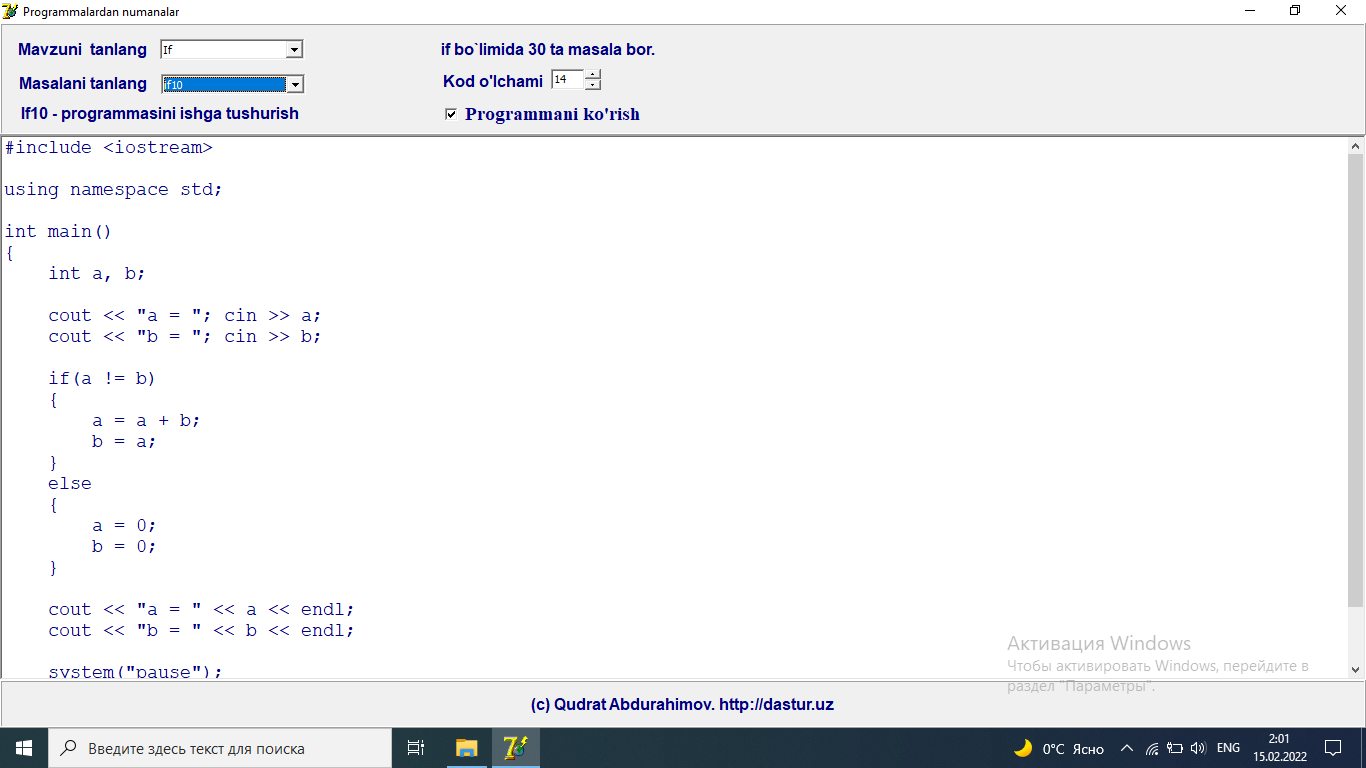 Programmalardan numanalar
Mavzuni tanlang If if bo`limida 30 ta masala bor.
Masalani tanlang if10 Kod o'lchami 14
If10 - programmasini ishga tushurish Programmani ko'rish
#include <iostream>
using namespace std;
int main()
{
int a, b;
cout << "a = "; cin >> a;
cout << "b = "; cin >> b;
if(a != b)
{
a = a + b;
b = a;
}
else
{
a = 0;
b = 0;
}
cout << "a = " << a << endl;
cout << "b = " << b << endl;
system("pause");
Активация Windows
Чтобы активировать Windows, перейдите в
раздел "Параметры".
(c) Qudrat Abdurahimov. http://dastur.uz
Введите здесь текст для поиска 0°C Ясно ENG 2:01
15.02.2022